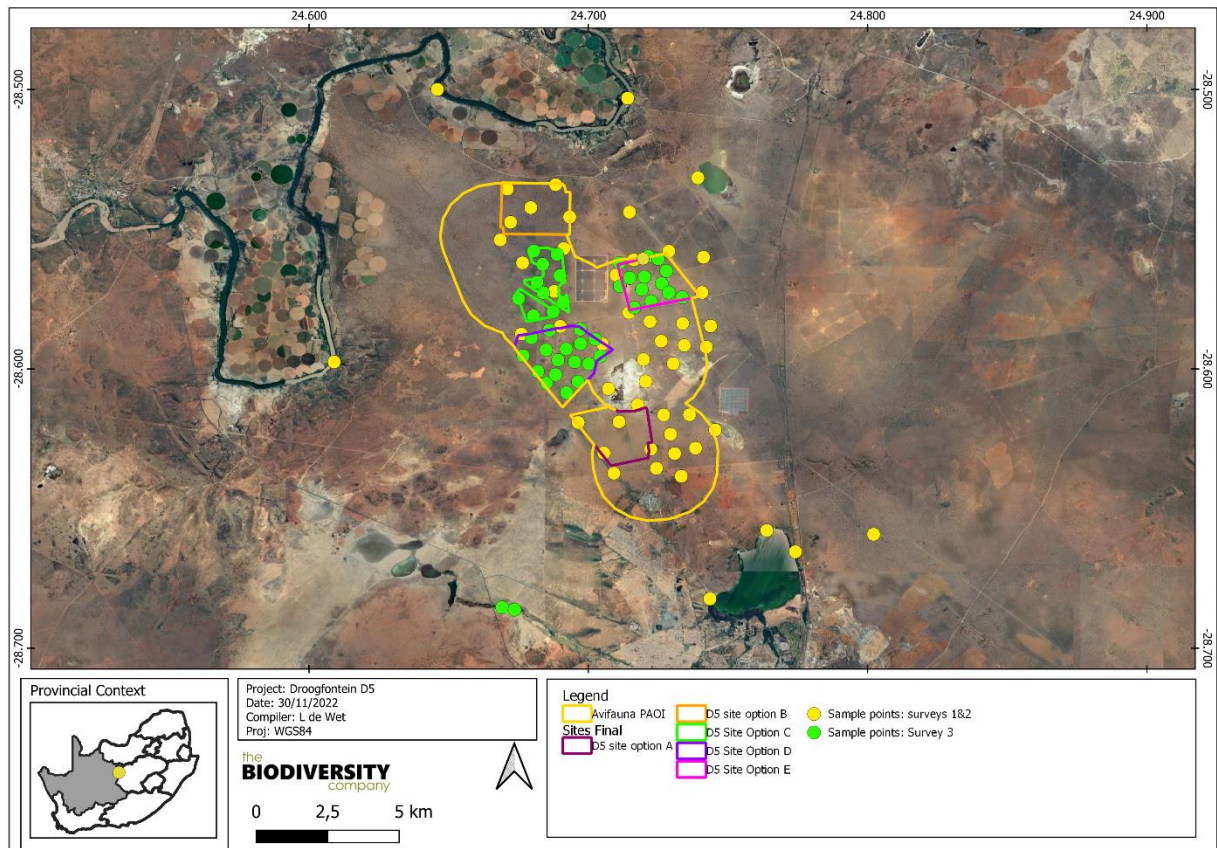 24.600 24.700 24.800 24.900
-28.500 -28.500
-28.600 -28.600
-28.700 -28.700
Provincial Context
Project: Droogfontein D5
Date: 30/11/2022
Compiler: L de Wet
Proj: WGS84
the
BIODIVERSITY
company
0 2,5 5 km
Legend
Avifauna PAOI
Sites Final
D5 site option A
D5 site option B
D5 Site Option C
D5 Site Option D
D5 Site Option E
Sample points: surveys 1&2
Sample points: Survey 3